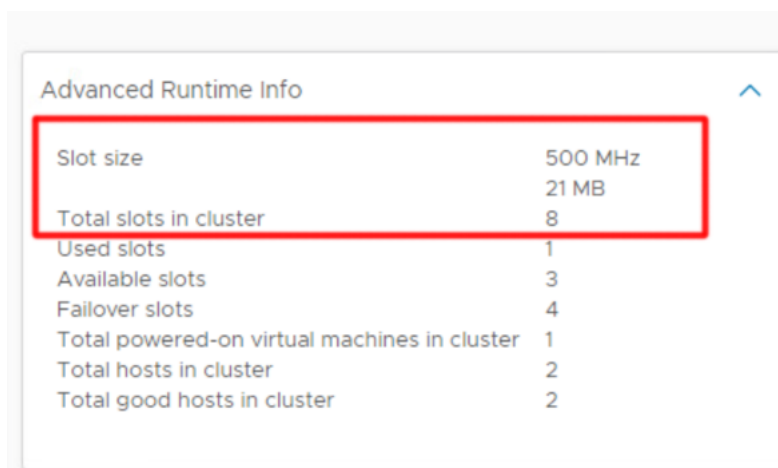 Advanced Runtime Info
Slot size 500 MHz
21 MB
Total slots in cluster 8
Used slots 1
Available slots 3
Failover slots 4
Total powered-on virtual machines in cluster 1
Total hosts in cluster 2
Total good hosts in cluster 2